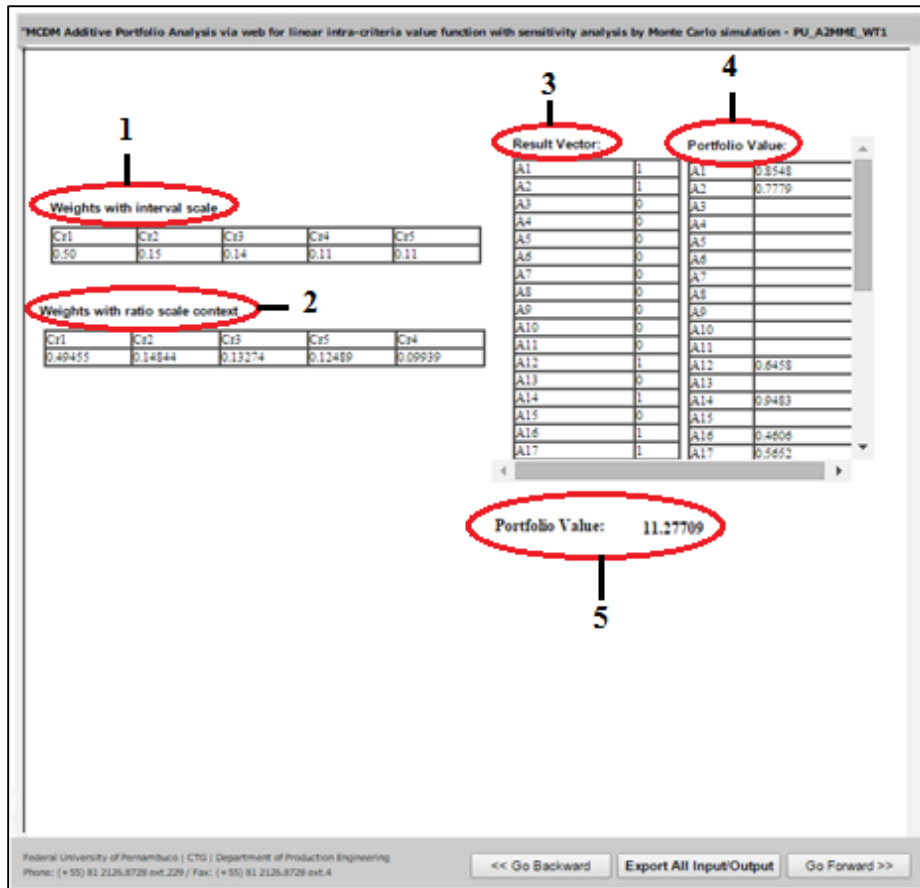 "MCDM Additive Portfolio Analysis via web for linear intra-criteria value function with sensitivity analysis by Monte Carlo simulation - PU_A2MME_WT1
1
Weights with interval scale
Cr1 Cr2 Cr3 Cr4 Cr5
0.50 0.15 0.14 0.11 0.11
Weights with ratio scale context
2
Cr1 Cr2 Cr3 Cr5 Cr4
0.49455 0.14844 0.13274 0.12489 0.09939
3
Result Vector:
A1 1
A2 1
A3 0
A4 0
A5 0
A6 0
A7 0
A8 0
A9 0
A10 0
A11 0
A12 1
A13 0
A14 1
A15 0
A16 1
A17 1
4
Portfolio Value:
A1 0.8548
A2 0.7779
A3
A4
A5
A6
A7
A8
A9
A10
A11
A12 0.6458
A13
A14 0.9483
A15
A16 0.4606
A17 0.5652
Portfolio Value: 11.27709
5
Federal University of Pernambuco | CTG | Department of Production Engineering
Phone: (+55) 81 2126.8728 ext.229 / Fax: (+55) 81 2126.8728 ext.4
<< Go Backward
Export All Input/Output
Go Forward >>